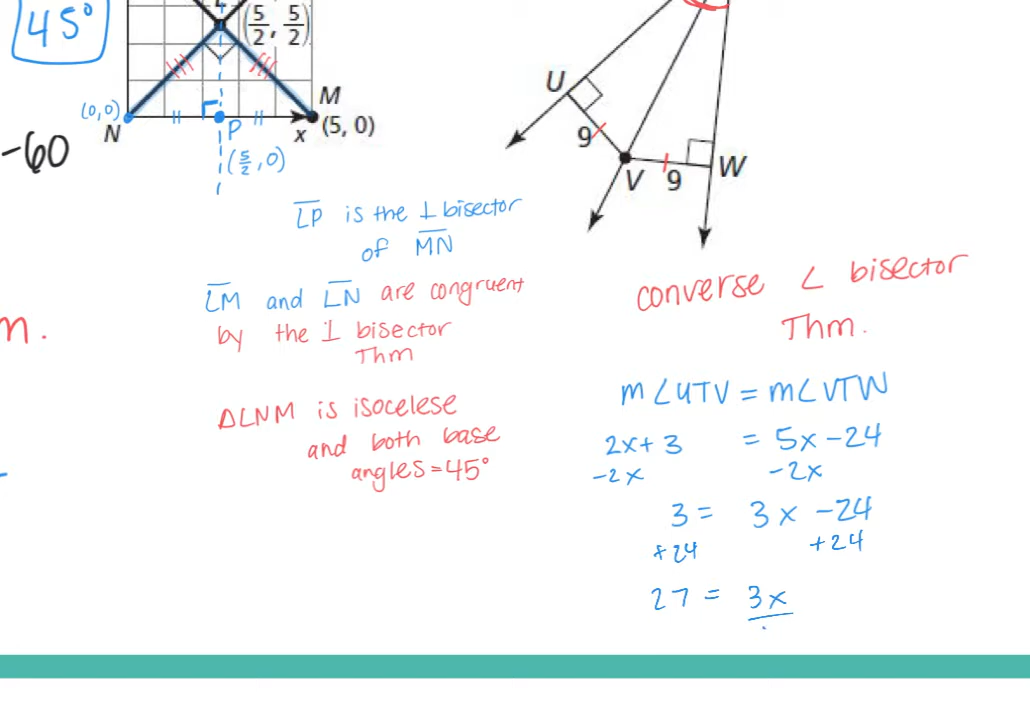 45°
(5/2, 5/2)
(0,0)
N
P
M
x
(5, 0)
(5/2, 0)
-60
U
9
V
9
W
LP is the ⊥ bisector
of MN
LM and LN are congruent
by the ⊥ bisector
Thm
m.
ΔLNM is isocelese
and both base
angles=45°
converse ∠ bisector
Thm.
m∠UTV = m∠VTW
2x+3 = 5x-24
-2x -2x
3 = 3x -24
+24 +24
27 = 3x